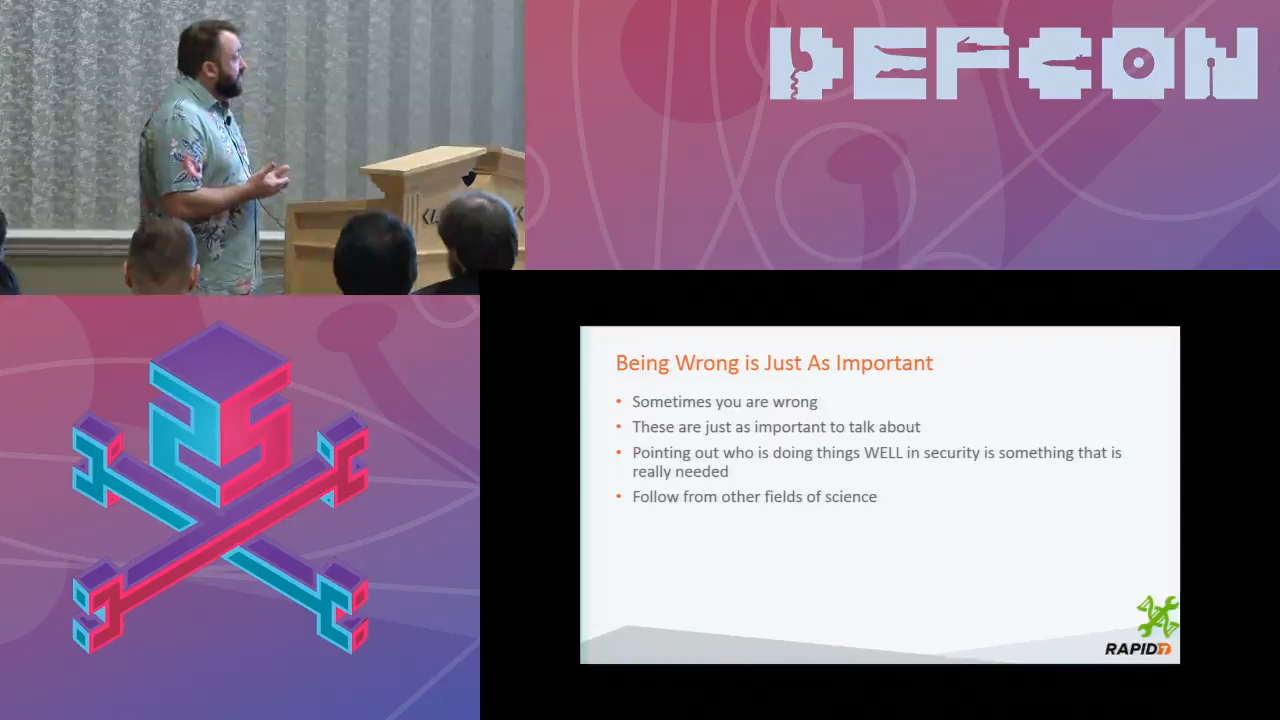 DEFCON
Being Wrong is Just As Important
• Sometimes you are wrong
• These are just as important to talk about
• Pointing out who is doing things WELL in security is something that is
really needed
• Follow from other fields of science
RAPID7